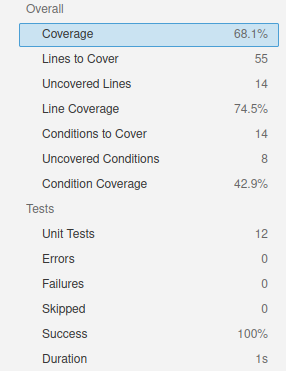 Overall
Coverage 68.1%
Lines to Cover 55
Uncovered Lines 14
Line Coverage 74.5%
Conditions to Cover 14
Uncovered Conditions 8
Condition Coverage 42.9%
Tests
Unit Tests 12
Errors 0
Failures 0
Skipped 0
Success 100%
Duration 1s